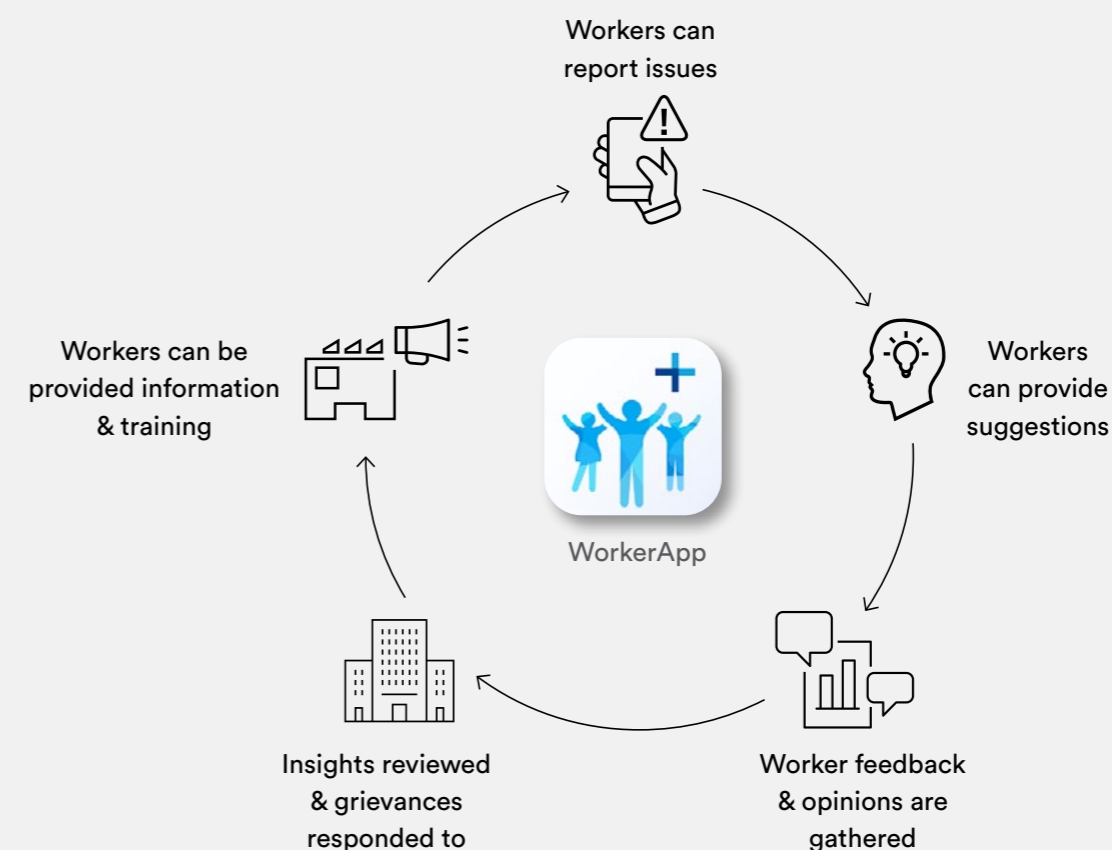 Workers can
report issues
Workers
can provide
suggestions
Worker feedback
& opinions are
gathered
Insights reviewed
& grievances
responded to
Workers can be
provided information
& training
WorkerApp